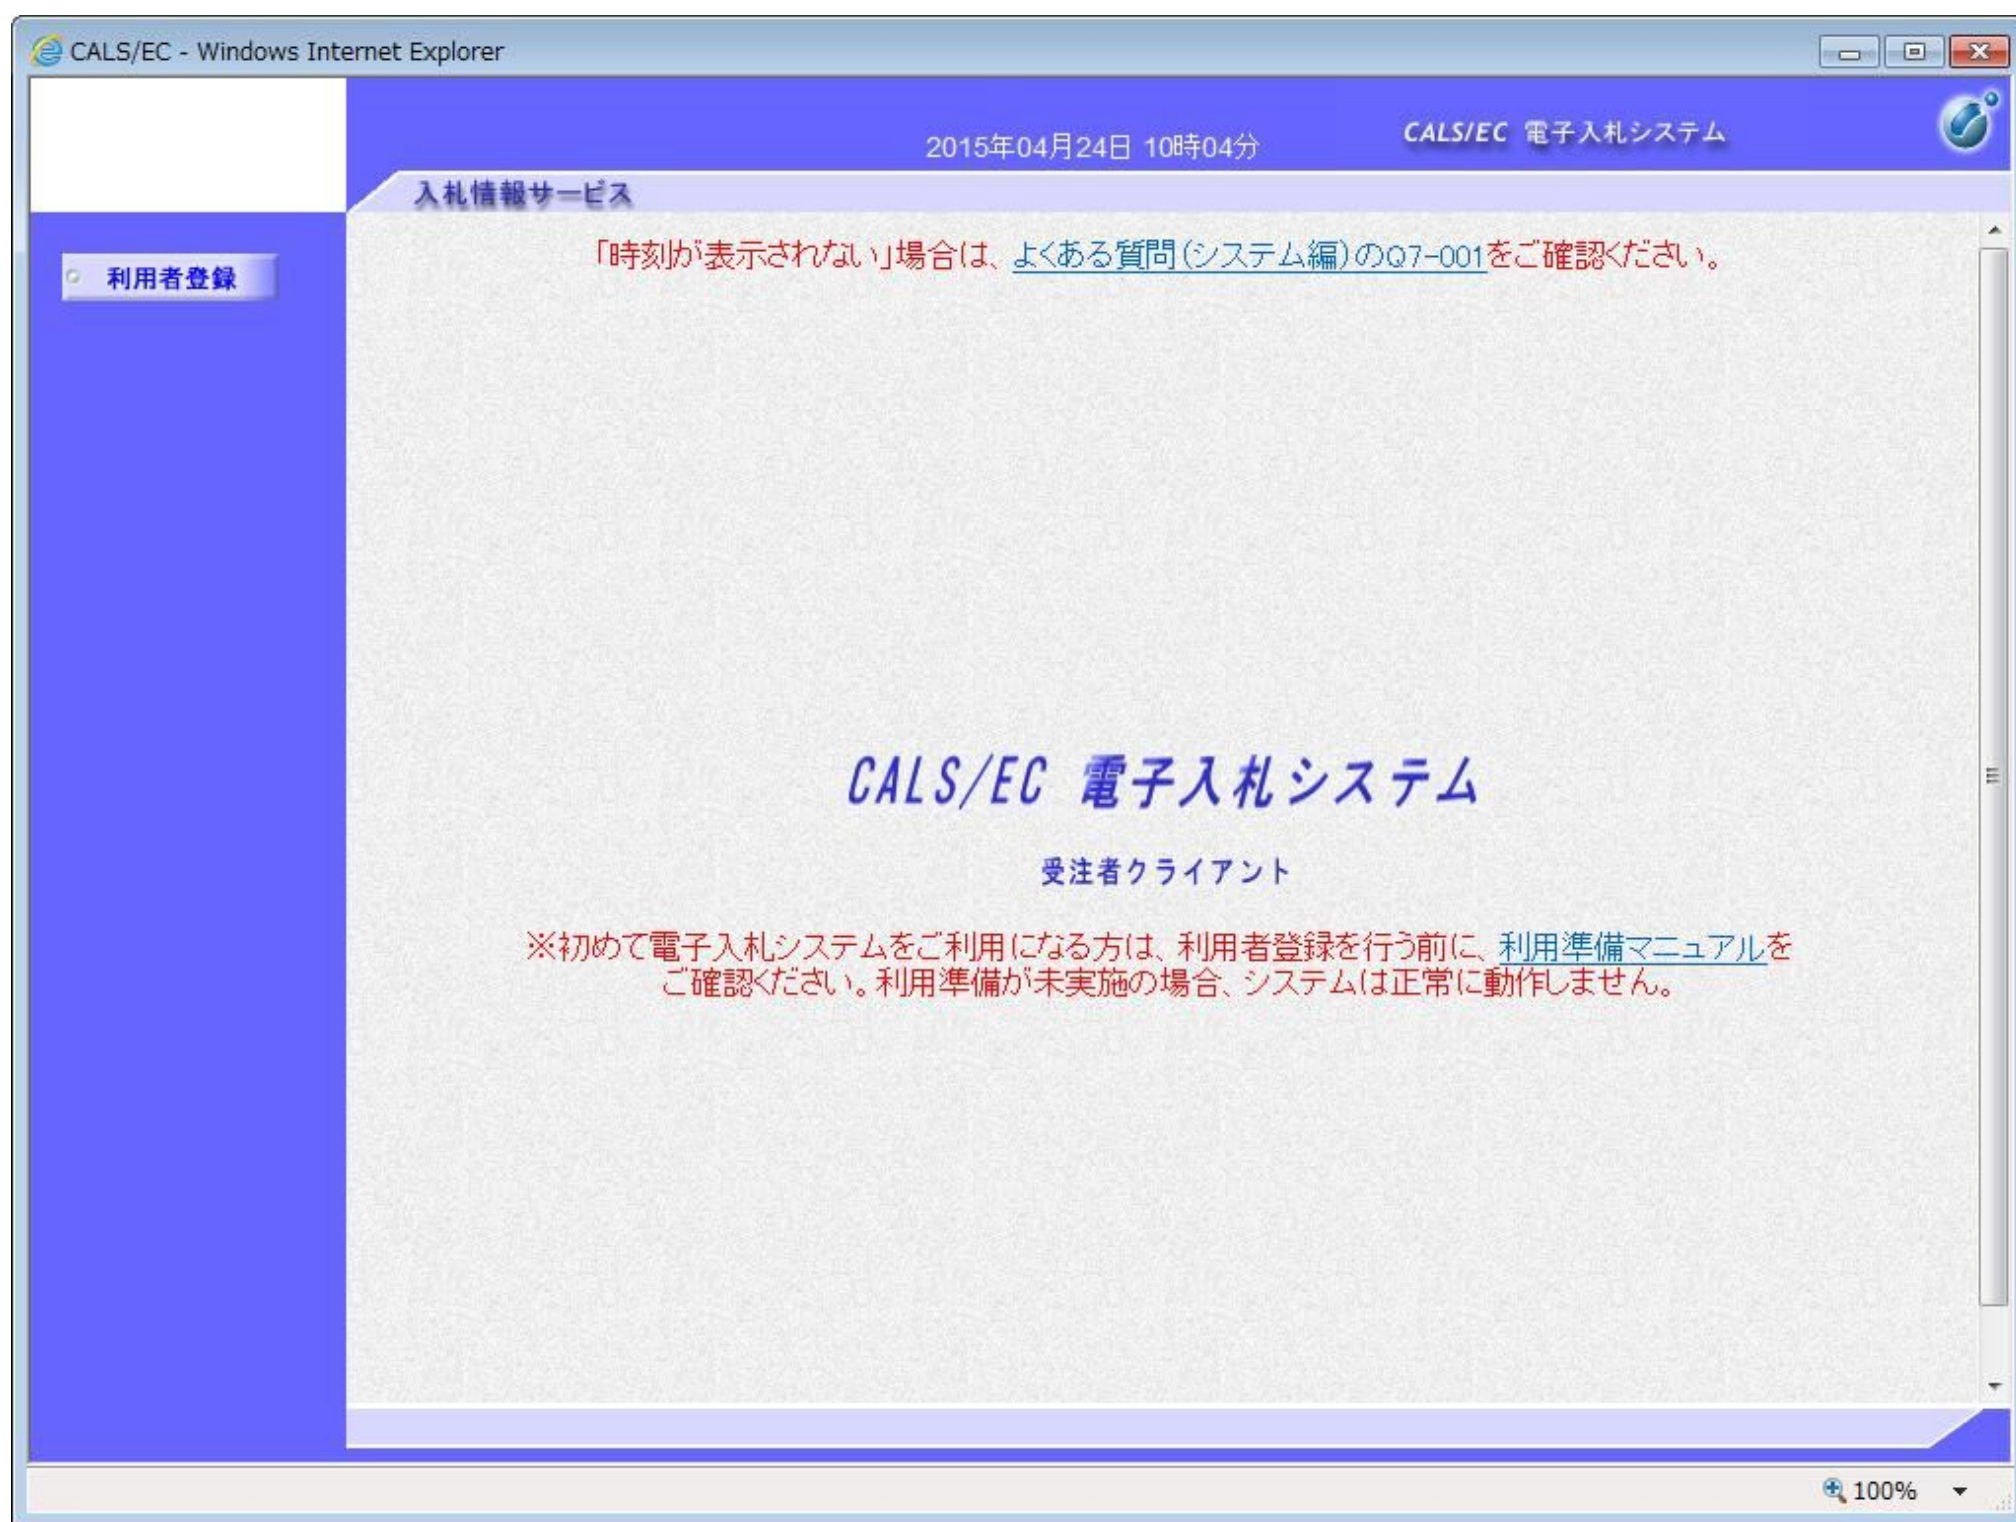 CALS/EC - Windows Internet Explorer
2015年04月24日 10時04分
CALS/EC 電子入札システム
入札情報サービス
利用者登録
「時刻が表示されない」場合は、よくある質問(システム編)のQ7-001をご確認ください。
CALS/EC 電子入札システム
受注者クライアント
※初めて電子入札システムをご利用になる方は、利用者登録を行う前に、利用準備マニュアルを
ご確認ください。利用準備が未実施の場合、システムは正常に動作しません。
100%